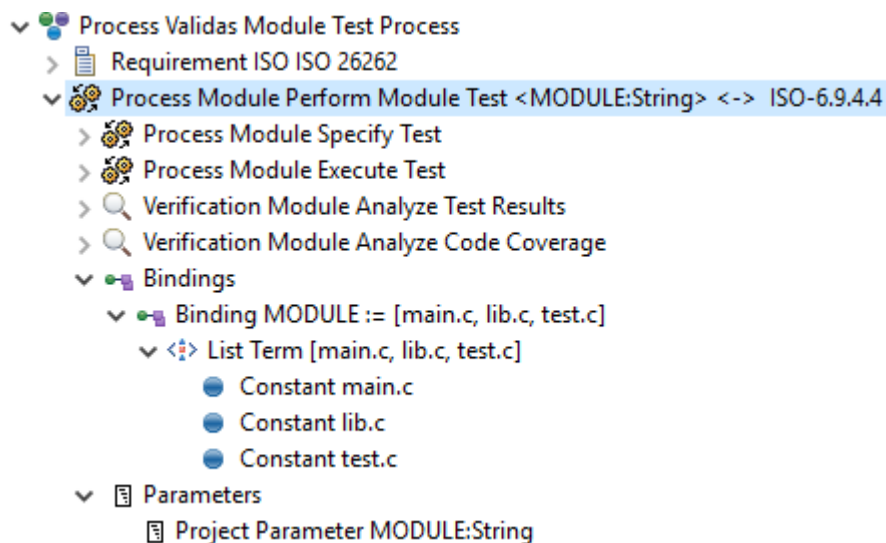 Process Validas Module Test Process
Requirement ISO ISO 26262
Process Module Perform Module Test <MODULE:String> <-> ISO-6.9.4.4
Process Module Specify Test
Process Module Execute Test
Verification Module Analyze Test Results
Verification Module Analyze Code Coverage
Bindings
Binding MODULE := [main.c, lib.c, test.c]
List Term [main.c, lib.c, test.c]
Constant main.c
Constant lib.c
Constant test.c
Parameters
Project Parameter MODULE:String